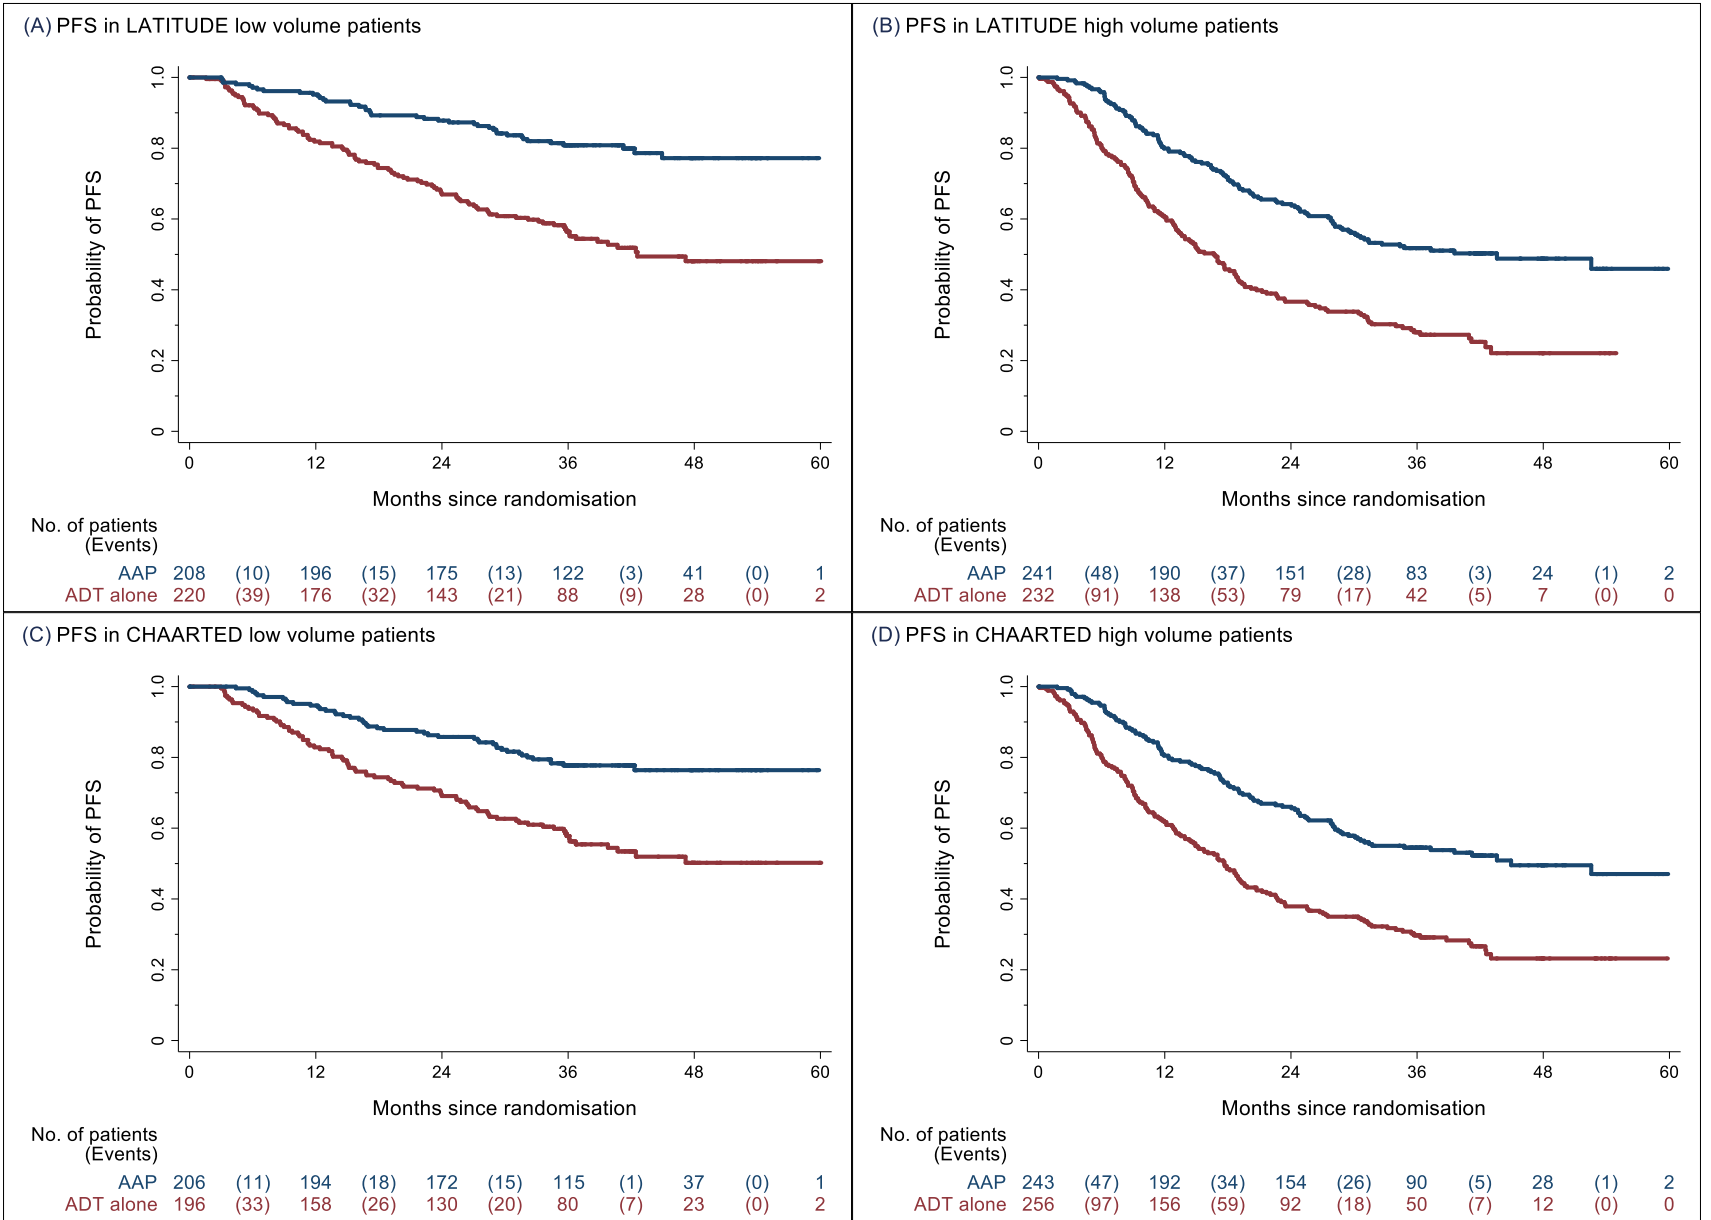 (A) PFS in LATITUDE low volume patients
1.0
0.8
0.6
0.4
0.2
0
Probability of PFS
0 12 24 36 48 60
Months since randomisation
No. of patients
(Events)
AAP 208 (10) 196 (15) 175 (13) 122 (3) 41 (0) 1
ADT alone 220 (39) 176 (32) 143 (21) 88 (9) 28 (0) 2
(B) PFS in LATITUDE high volume patients
1.0
0.8
0.6
0.4
0.2
0
Probability of PFS
0 12 24 36 48 60
Months since randomisation
No. of patients
(Events)
AAP 241 (48) 190 (37) 151 (28) 83 (3) 24 (1) 2
ADT alone 232 (91) 138 (53) 79 (17) 42 (5) 7 (0) 0
(C) PFS in CHAARTED low volume patients
1.0
0.8
0.6
0.4
0.2
0
Probability of PFS
0 12 24 36 48 60
Months since randomisation
No. of patients
(Events)
AAP 206 (11) 194 (18) 172 (15) 115 (1) 37 (0) 1
ADT alone 196 (33) 158 (26) 130 (20) 80 (7) 23 (0) 2
(D) PFS in CHAARTED high volume patients
1.0
0.8
0.6
0.4
0.2
0
Probability of PFS
0 12 24 36 48 60
Months since randomisation
No. of patients
(Events)
AAP 243 (47) 192 (34) 154 (26) 90 (5) 28 (1) 2
ADT alone 256 (97) 156 (59) 92 (18) 50 (7) 12 (0) 0